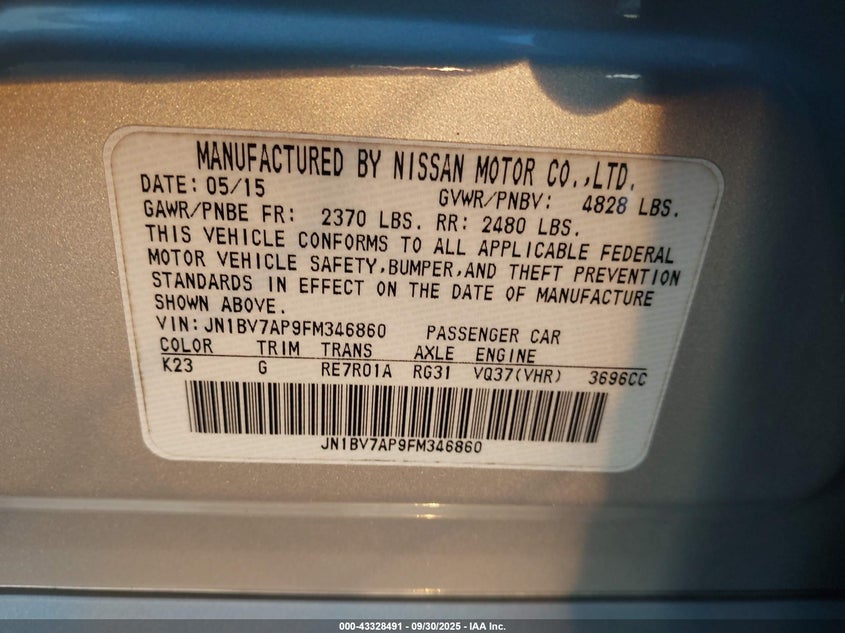 MANUFACTURED BY NISSAN MOTOR CO.,LTD.
DATE: 05/15 GVWR/PNBV: 4828 LBS.
GAWR/PNBE FR: 2370 LBS. RR: 2480 LBS.
THIS VEHICLE CONFORMS TO ALL APPLICABLE FEDERAL
MOTOR VEHICLE SAFETY,BUMPER,AND THEFT PREVENTION
STANDARDS IN EFFECT ON THE DATE OF MANUFACTURE
SHOWN ABOVE.
VIN:JN1BV7AP9FM346860 PASSENGER CAR
COLOR TRIM TRANS AXLE ENGINE
K23 G RE7R01A RG31 VQ37(VHR) 3696CC
JN1BV7AP9FM346860
000-43328491 - 09/30/2025 - IAA Inc.